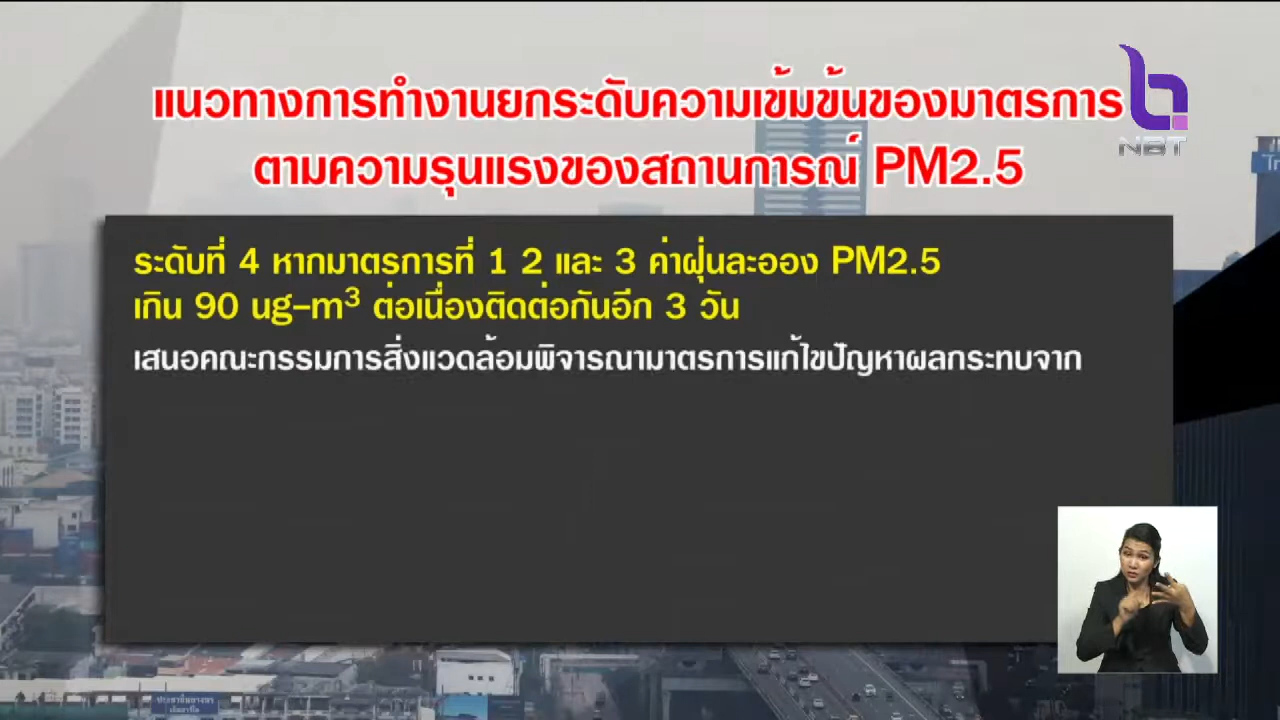 แนวทางการทำงานยกระดับความเข้มข้นของมาตรการ
ตามความรุนแรงของสถานการณ์ PM2.5
NBT
ระดับที่ 4 หากมาตรการที่ 1 2 และ 3 ค่าฝุ่นละออง PM2.5
เกิน 90 ug-m³ ต่อเนื่องติดต่อกันอีก 3 วัน
เสนอคณะกรรมการสิ่งแวดล้อมพิจารณามาตรการแก้ไขปัญหาผลกระทบจาก